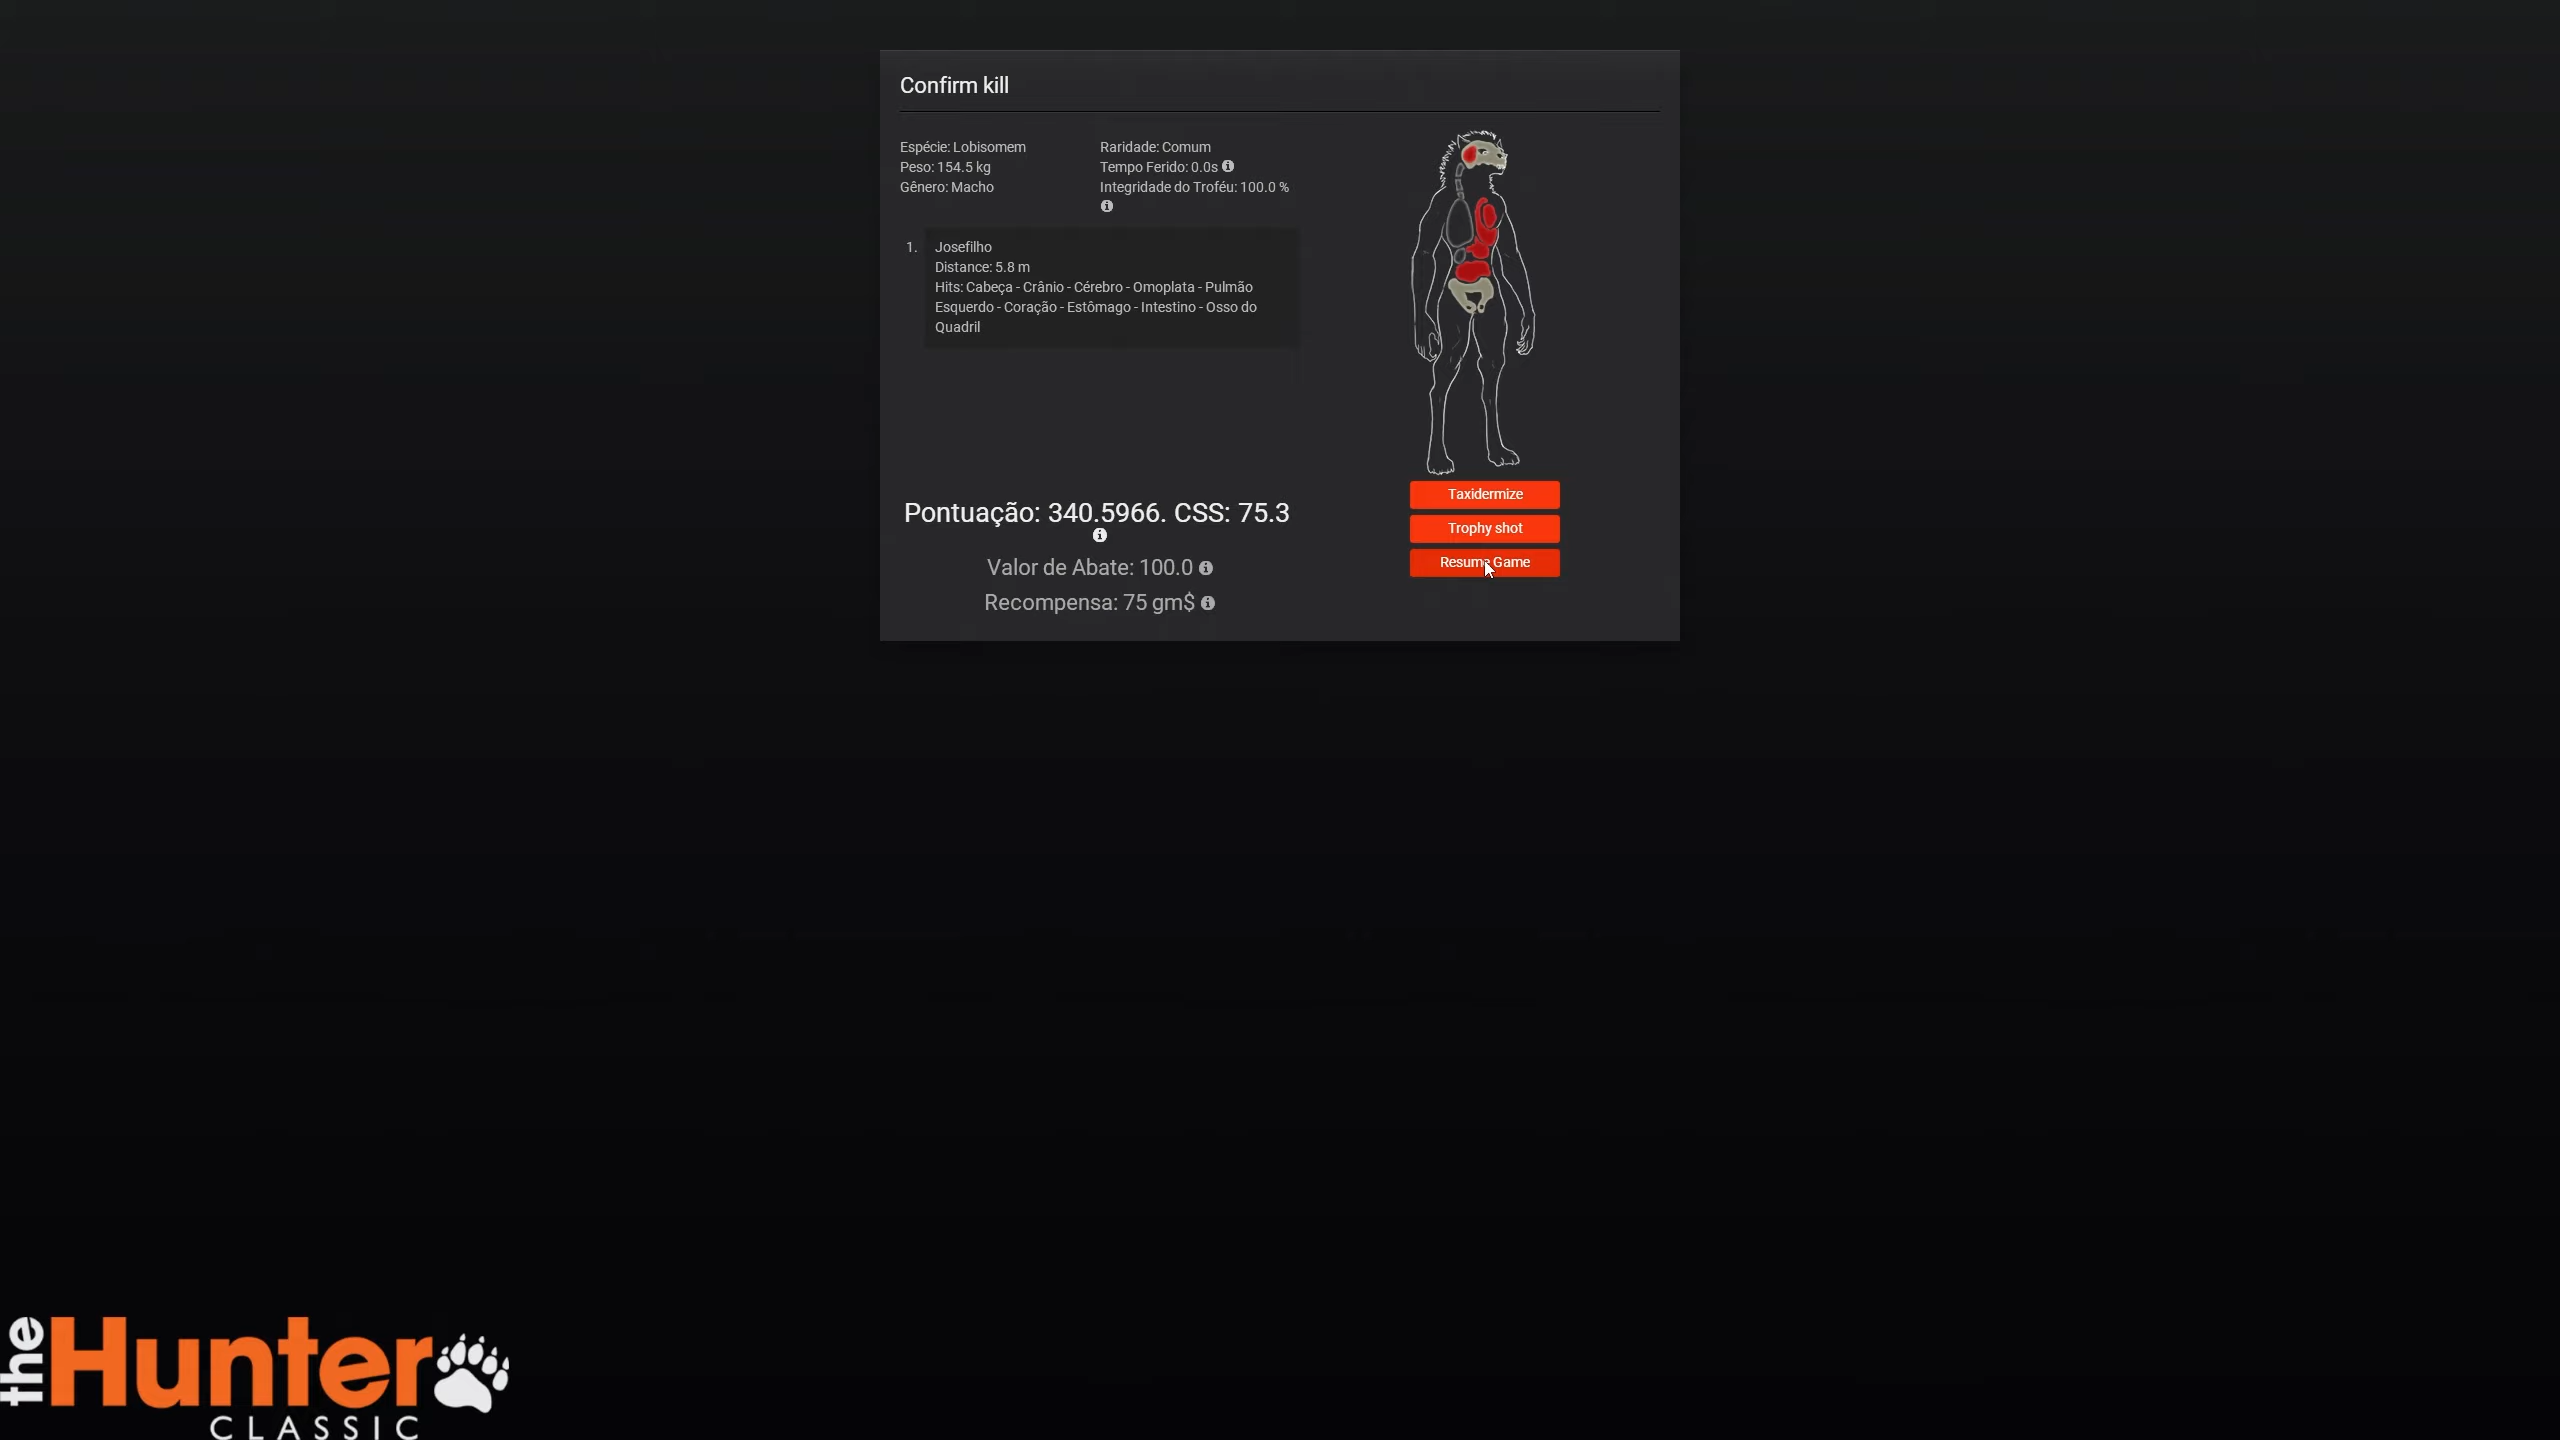 Confirm kill
Espécie: Lobisomem
Peso: 154.5 kg
Gênero: Macho
Raridade: Comum
Tempo Ferido: 0.0s
Integridade do Troféu: 100.0 %
1. Josefilho
Distance: 5.8 m
Hits: Cabeça - Crânio - Cérebro - Omoplata - Pulmão
Esquerdo - Coração - Estômago - Intestino - Osso do
Quadril
Pontuação: 340.5966. CSS: 75.3
Valor de Abate: 100.0
Recompensa: 75 gm$
Taxidermize
Trophy shot
Resume Game
the Hunter
CLASSIC